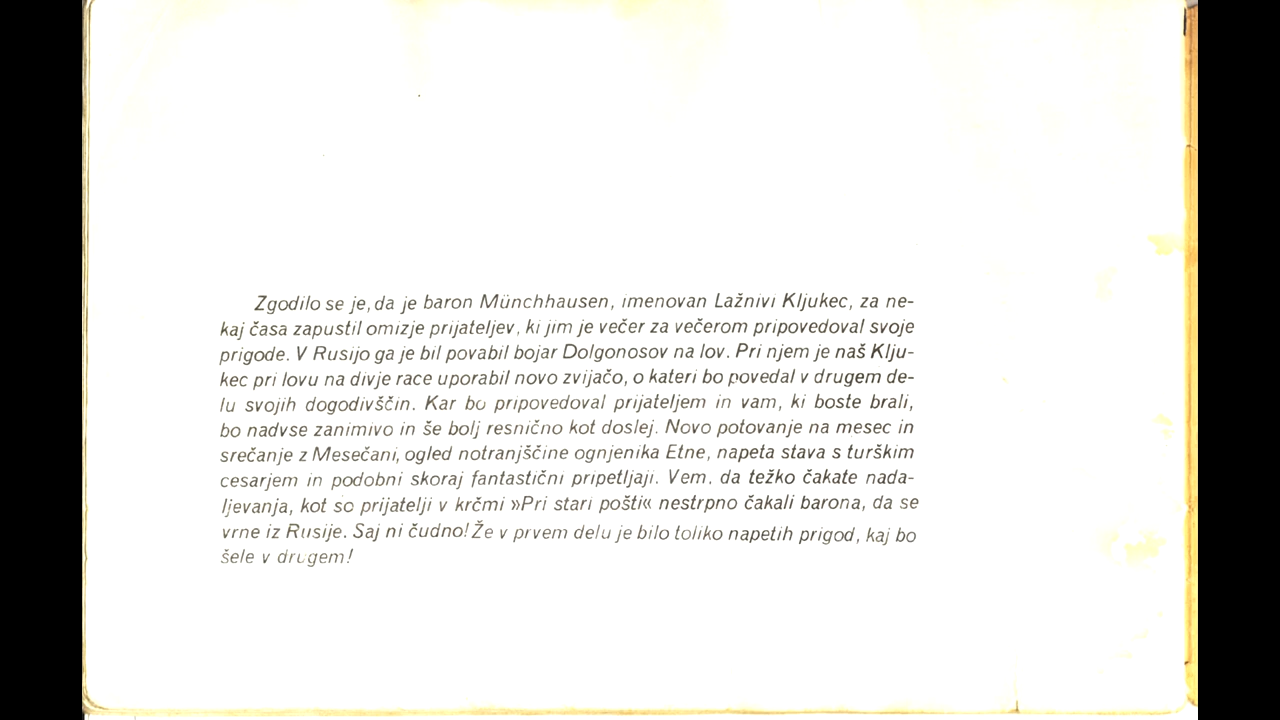 Zgodilo se je, da je baron Münchhausen, imenovan Lažnivi Kljukec, za ne-
kaj časa zapustil omizje prijateljev, ki jim je večer za večerom pripovedoval svoje
prigode. V Rusijo ga je bil povabil bojar Dolgonosov na lov. Pri njem je naš Klju-
kec pri lovu na divje race uporabil novo zvijačo, o kateri bo povedal v drugem de-
lu svojih dogodivščin. Kar bo pripovedoval prijateljem in vam, ki boste brali,
bo nadvse zanimivo in še bolj resnično kot doslej. Novo potovanje na mesec in
srečanje z Mesečani, ogled notranjščine ognjenika Etne, napeta stava s turškim
cesarjem in podobni skoraj fantastični pripetljaji. Vem, da težko čakate nada-
ljevanja, kot so prijatelji v krčmi »Pri stari pošti« nestrpno čakali barona, da se
vrne iz Rusije. Saj ni čudno! Že v prvem delu je bilo toliko napetih prigod, kaj bo
šele v drugem!